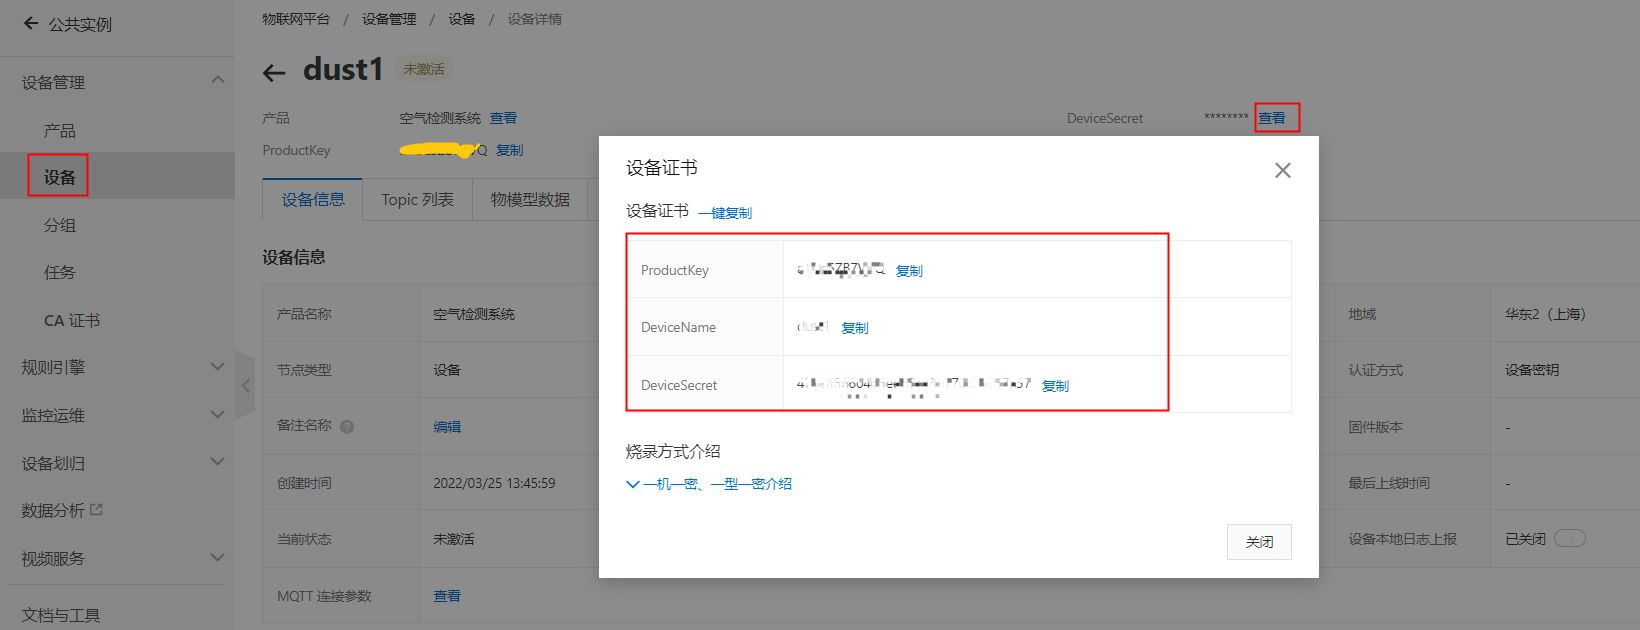 公共实例
设备管理
产品
设备
分组
任务
CA 证书
规则引擎
监控运维
设备划归
数据分析
视频服务
文档与工具
物联网平台 / 设备管理 / 设备 / 设备详情
dust1 未激活
产品 空气检测系统 查看
DeviceSecret ******** 查看
ProductKey 复制
设备信息 Topic 列表 物模型数据
设备信息
产品名称 空气检测系统
地域 华东2（上海）
节点类型 设备
认证方式 设备密钥
备注名称 编辑
固件版本 -
创建时间 2022/03/25 13:45:59
最后上线时间 -
当前状态 未激活
设备本地日志上报 已关闭
MQTT 连接参数 查看
设备证书
设备证书 一键复制
ProductKey 复制
DeviceName 复制
DeviceSecret 复制
烧录方式介绍
一机一密、一型一密介绍
关闭